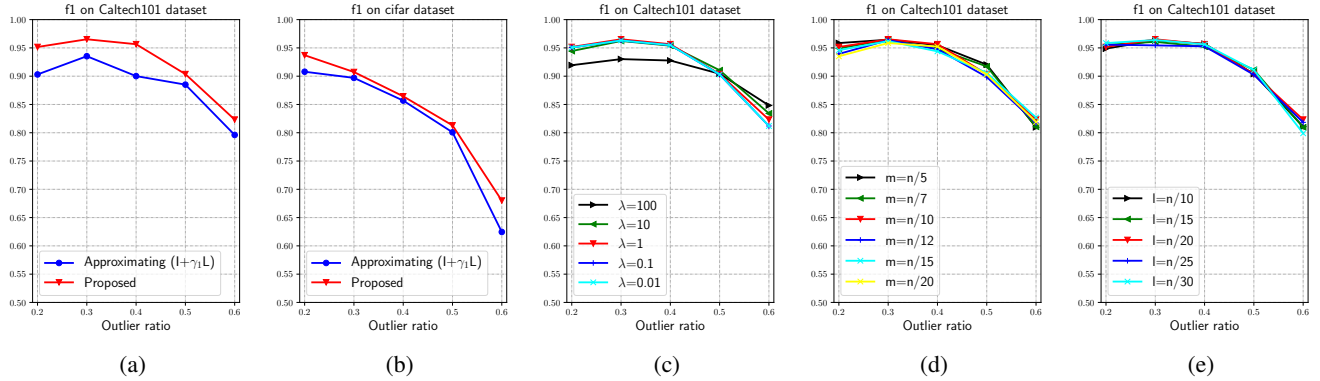 f1 on Caltech101 dataset
1.00
0.95
0.90
0.85
0.80
0.75
0.70
0.65
0.60
0.55
0.50
Approximating (I+γ₁L)
Proposed
0.2 0.3 0.4 0.5 0.6
Outlier ratio
(a)
f1 on cifar dataset
1.00
0.95
0.90
0.85
0.80
0.75
0.70
0.65
0.60
0.55
0.50
Approximating (I+γ₁L)
Proposed
0.2 0.3 0.4 0.5 0.6
Outlier ratio
(b)
f1 on Caltech101 dataset
1.00
0.95
0.90
0.85
0.80
0.75
0.70
0.65
0.60
0.55
0.50
λ=100
λ=10
λ=1
λ=0.1
λ=0.01
0.2 0.3 0.4 0.5 0.6
Outlier ratio
(c)
f1 on Caltech101 dataset
1.00
0.95
0.90
0.85
0.80
0.75
0.70
0.65
0.60
0.55
0.50
m=n/5
m=n/7
m=n/10
m=n/12
m=n/15
m=n/20
0.2 0.3 0.4 0.5 0.6
Outlier ratio
(d)
f1 on Caltech101 dataset
1.00
0.95
0.90
0.85
0.80
0.75
0.70
0.65
0.60
0.55
0.50
l=n/10
l=n/15
l=n/20
l=n/25
l=n/30
0.2 0.3 0.4 0.5 0.6
Outlier ratio
(e)